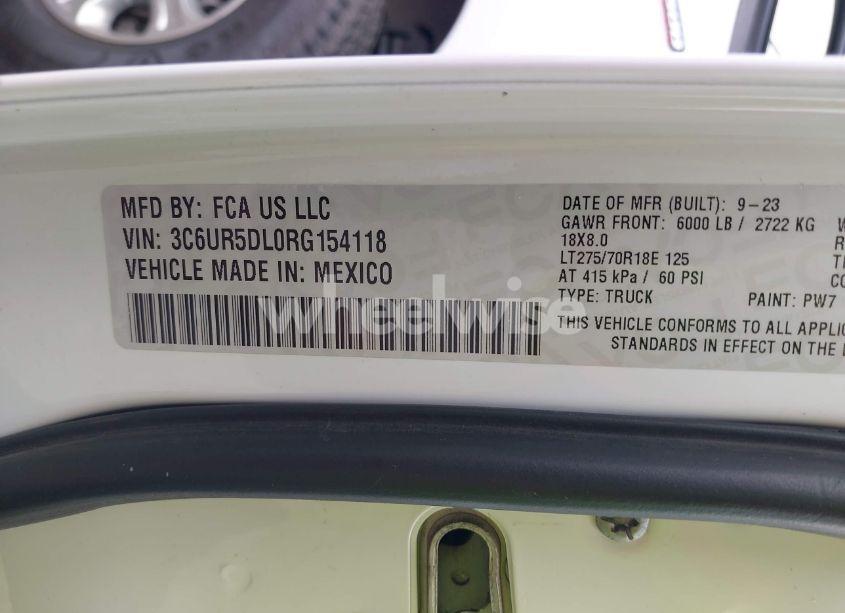 MFD BY: FCA US LLC
VIN: 3C6UR5DL0RG154118
VEHICLE MADE IN: MEXICO
DATE OF MFR (BUILT): 9-23
GAWR FRONT: 6000 LB / 2722 KG
18X8.0
LT275/70R18E 125
AT 415 kPa / 60 PSI
TYPE: TRUCK PAINT: PW7
THIS VEHICLE CONFORMS TO ALL APPLIC
STANDARDS IN EFFECT ON THE
wheelwise